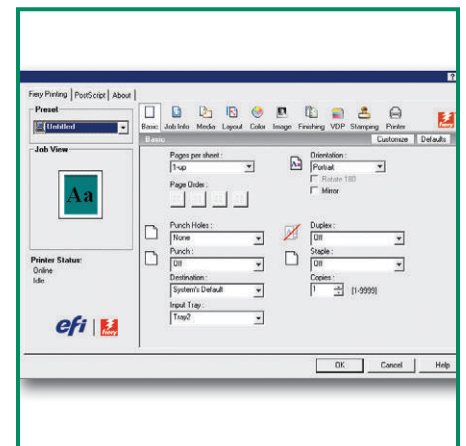 ?
Fiery Printing PostScript About
Preset
Untitled
Basic Job Info Media Layout Color Image Finishing VDP Stamping Printer
fiery
Basic
Customize Defaults
Job View
Aa
Pages per sheet :
1-up
Orientation :
Aa
Portrait
Rotate 180
Mirror
Page Order :
Punch Holes :
None
Duplex :
Off
Printer Status:
Online
Idle
Punch :
Off
Staple :
Off
Destination :
System's Default
Copies :
1 [1-9999]
Input Tray :
Tray2
efi fiery
OK Cancel Help